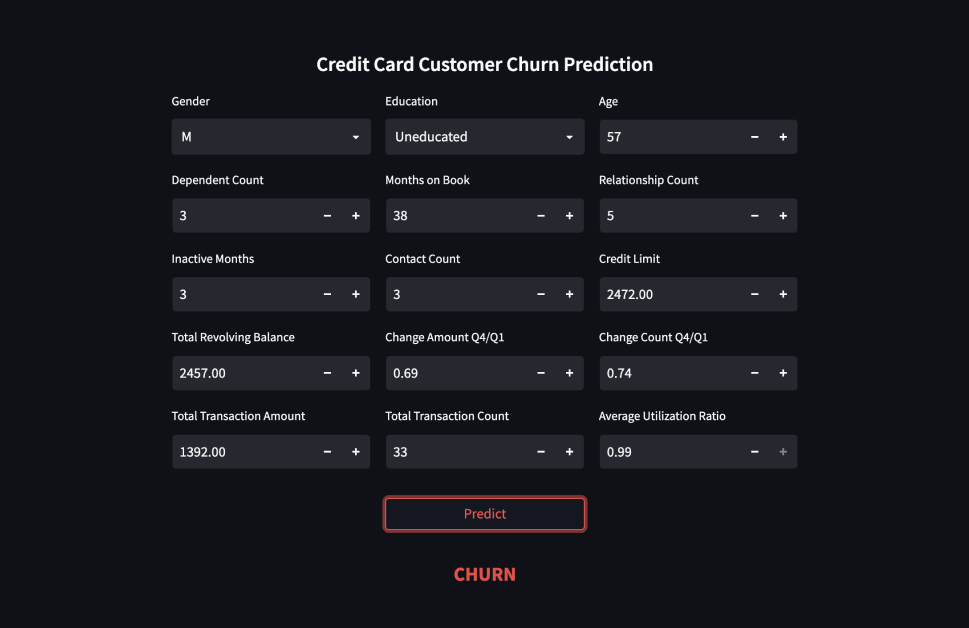 Credit Card Customer Churn Prediction
Gender Education Age
M Uneducated 57
Dependent Count Months on Book Relationship Count
3 38 5
Inactive Months Contact Count Credit Limit
3 3 2472.00
Total Revolving Balance Change Amount Q4/Q1 Change Count Q4/Q1
2457.00 0.69 0.74
Total Transaction Amount Total Transaction Count Average Utilization Ratio
1392.00 33 0.99
Predict
CHURN